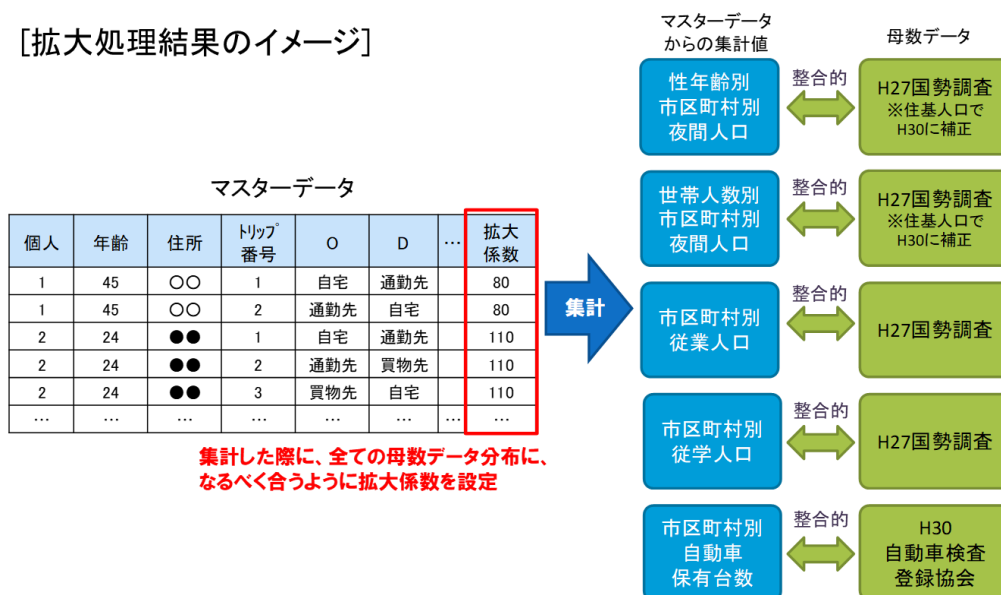 [拡大処理結果のイメージ]
マスターデータ
からの集計値
母数データ
マスターデータ
個人 年齢 住所 トリップ番号 O D … 拡大係数
1 45 〇〇 1 自宅 通勤先 80
1 45 〇〇 2 通勤先 自宅 80
2 24 ●● 1 自宅 通勤先 110
2 24 ●● 2 通勤先 買物先 110
2 24 ●● 3 買物先 自宅 110
… … … … … … … …
集計した際に、全ての母数データ分布に、
なるべく合うように拡大係数を設定
集計
性年齢別
市区町村別
夜間人口
整合的
H27国勢調査
※住基人口で
H30に補正
世帯人数別
市区町村別
夜間人口
整合的
H27国勢調査
※住基人口で
H30に補正
市区町村別
従業人口
整合的
H27国勢調査
市区町村別
従学人口
整合的
H27国勢調査
市区町村別
自動車
保有台数
整合的
H30
自動車検査
登録協会